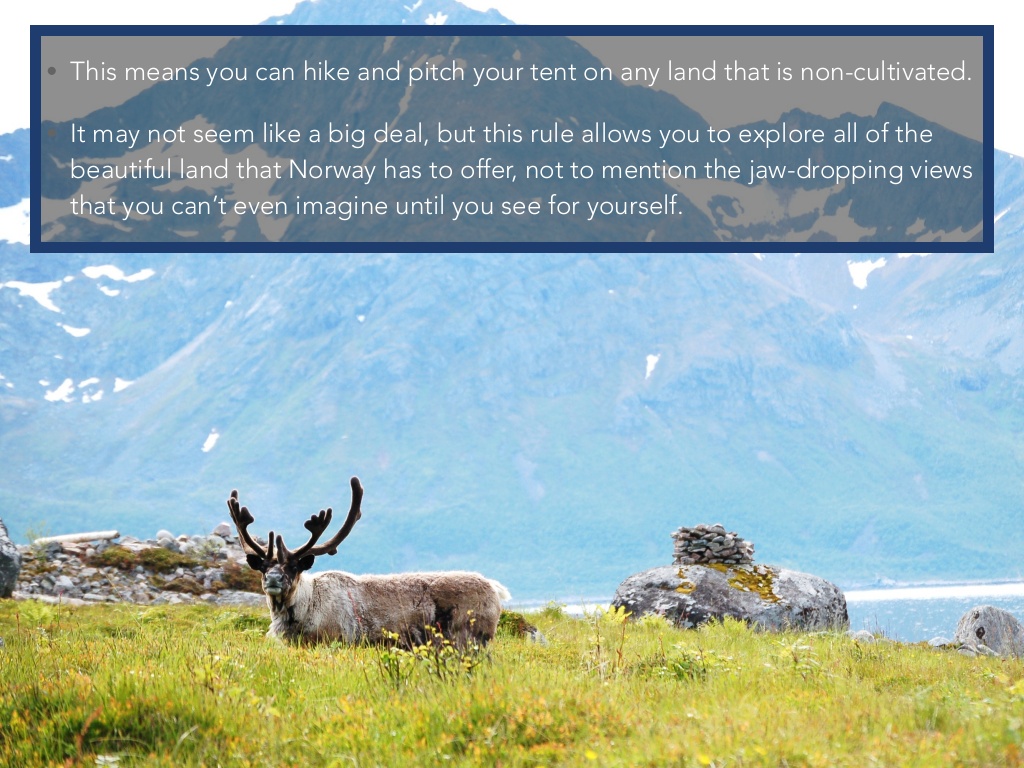 • This means you can hike and pitch your tent on any land that is non-cultivated.
• It may not seem like a big deal, but this rule allows you to explore all of the
beautiful land that Norway has to offer, not to mention the jaw-dropping views
that you can’t even imagine until you see for yourself.